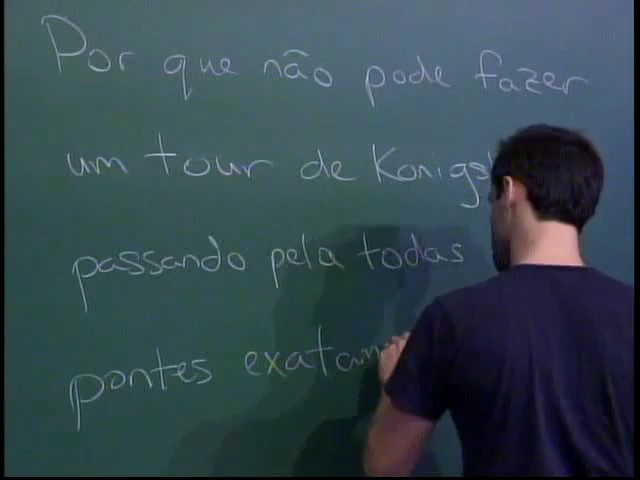 Por que não pode fazer
um tour de Konigs
passando pela todas
pontes exatam